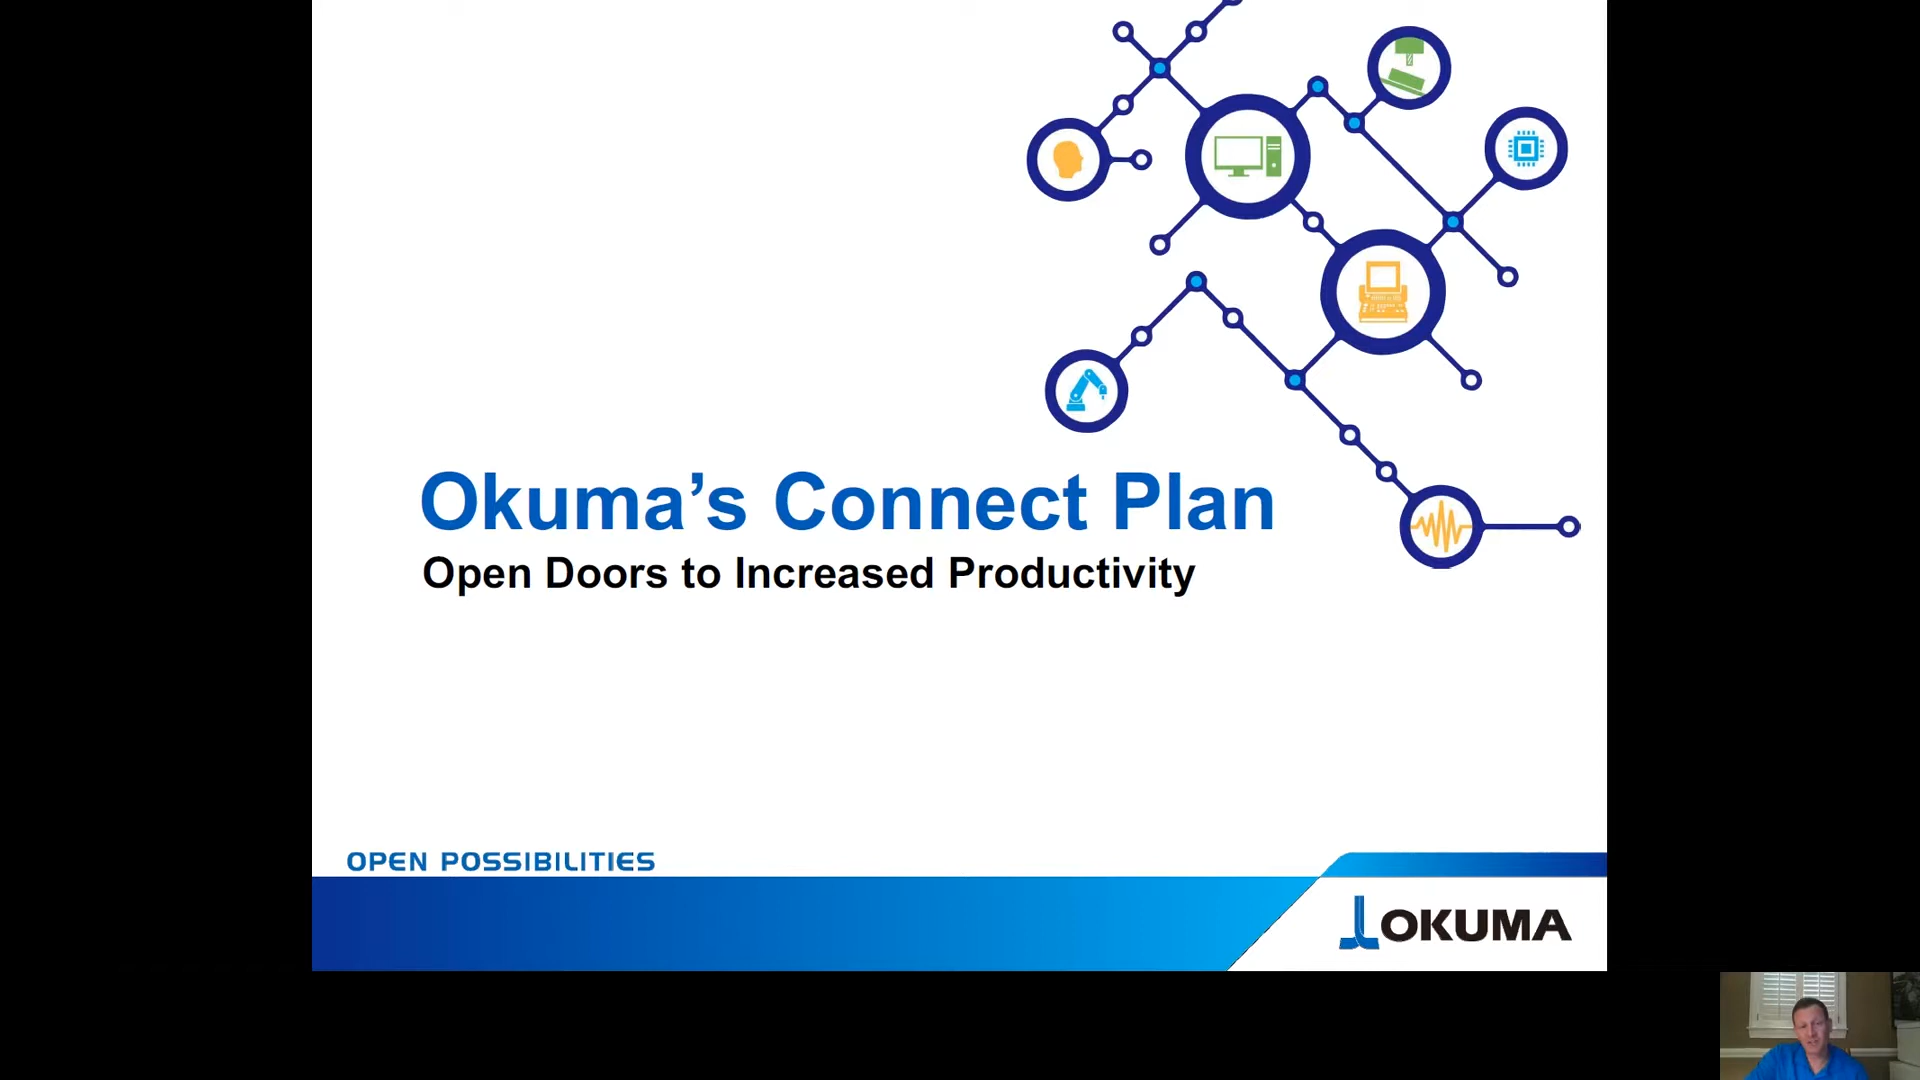 Okuma’s Connect Plan
Open Doors to Increased Productivity
OPEN POSSIBILITIES
OKUMA